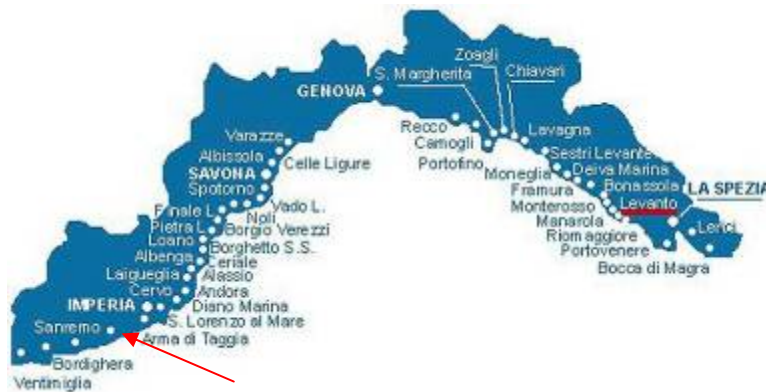 Zoagli
Chiavari
S. Margherita
GENOVA
Recco
Lavagna
Camogli
Portofino
Sestri Levante
Moneglia
Deiva Marina
Framura
Bonassola
LA SPEZIA
Monterosso
Levanto
Manarola
Lerici
Riomaggiore
Portovenere
Bocca di Magra
Varazze
Albissola
Celle Ligure
SAVONA
Spotorno
Vado L.
Finale L.
Noli
Pietra L.
Borgio Verezzi
Loano
Borghetto S.S.
Albenga
Ceriale
Laigueglia
Alassio
Cervo
Andora
IMPERIA
Diano Marina
S. Lorenzo al Mare
Sanremo
Arma di Taggia
Bordighera
Ventimiglia